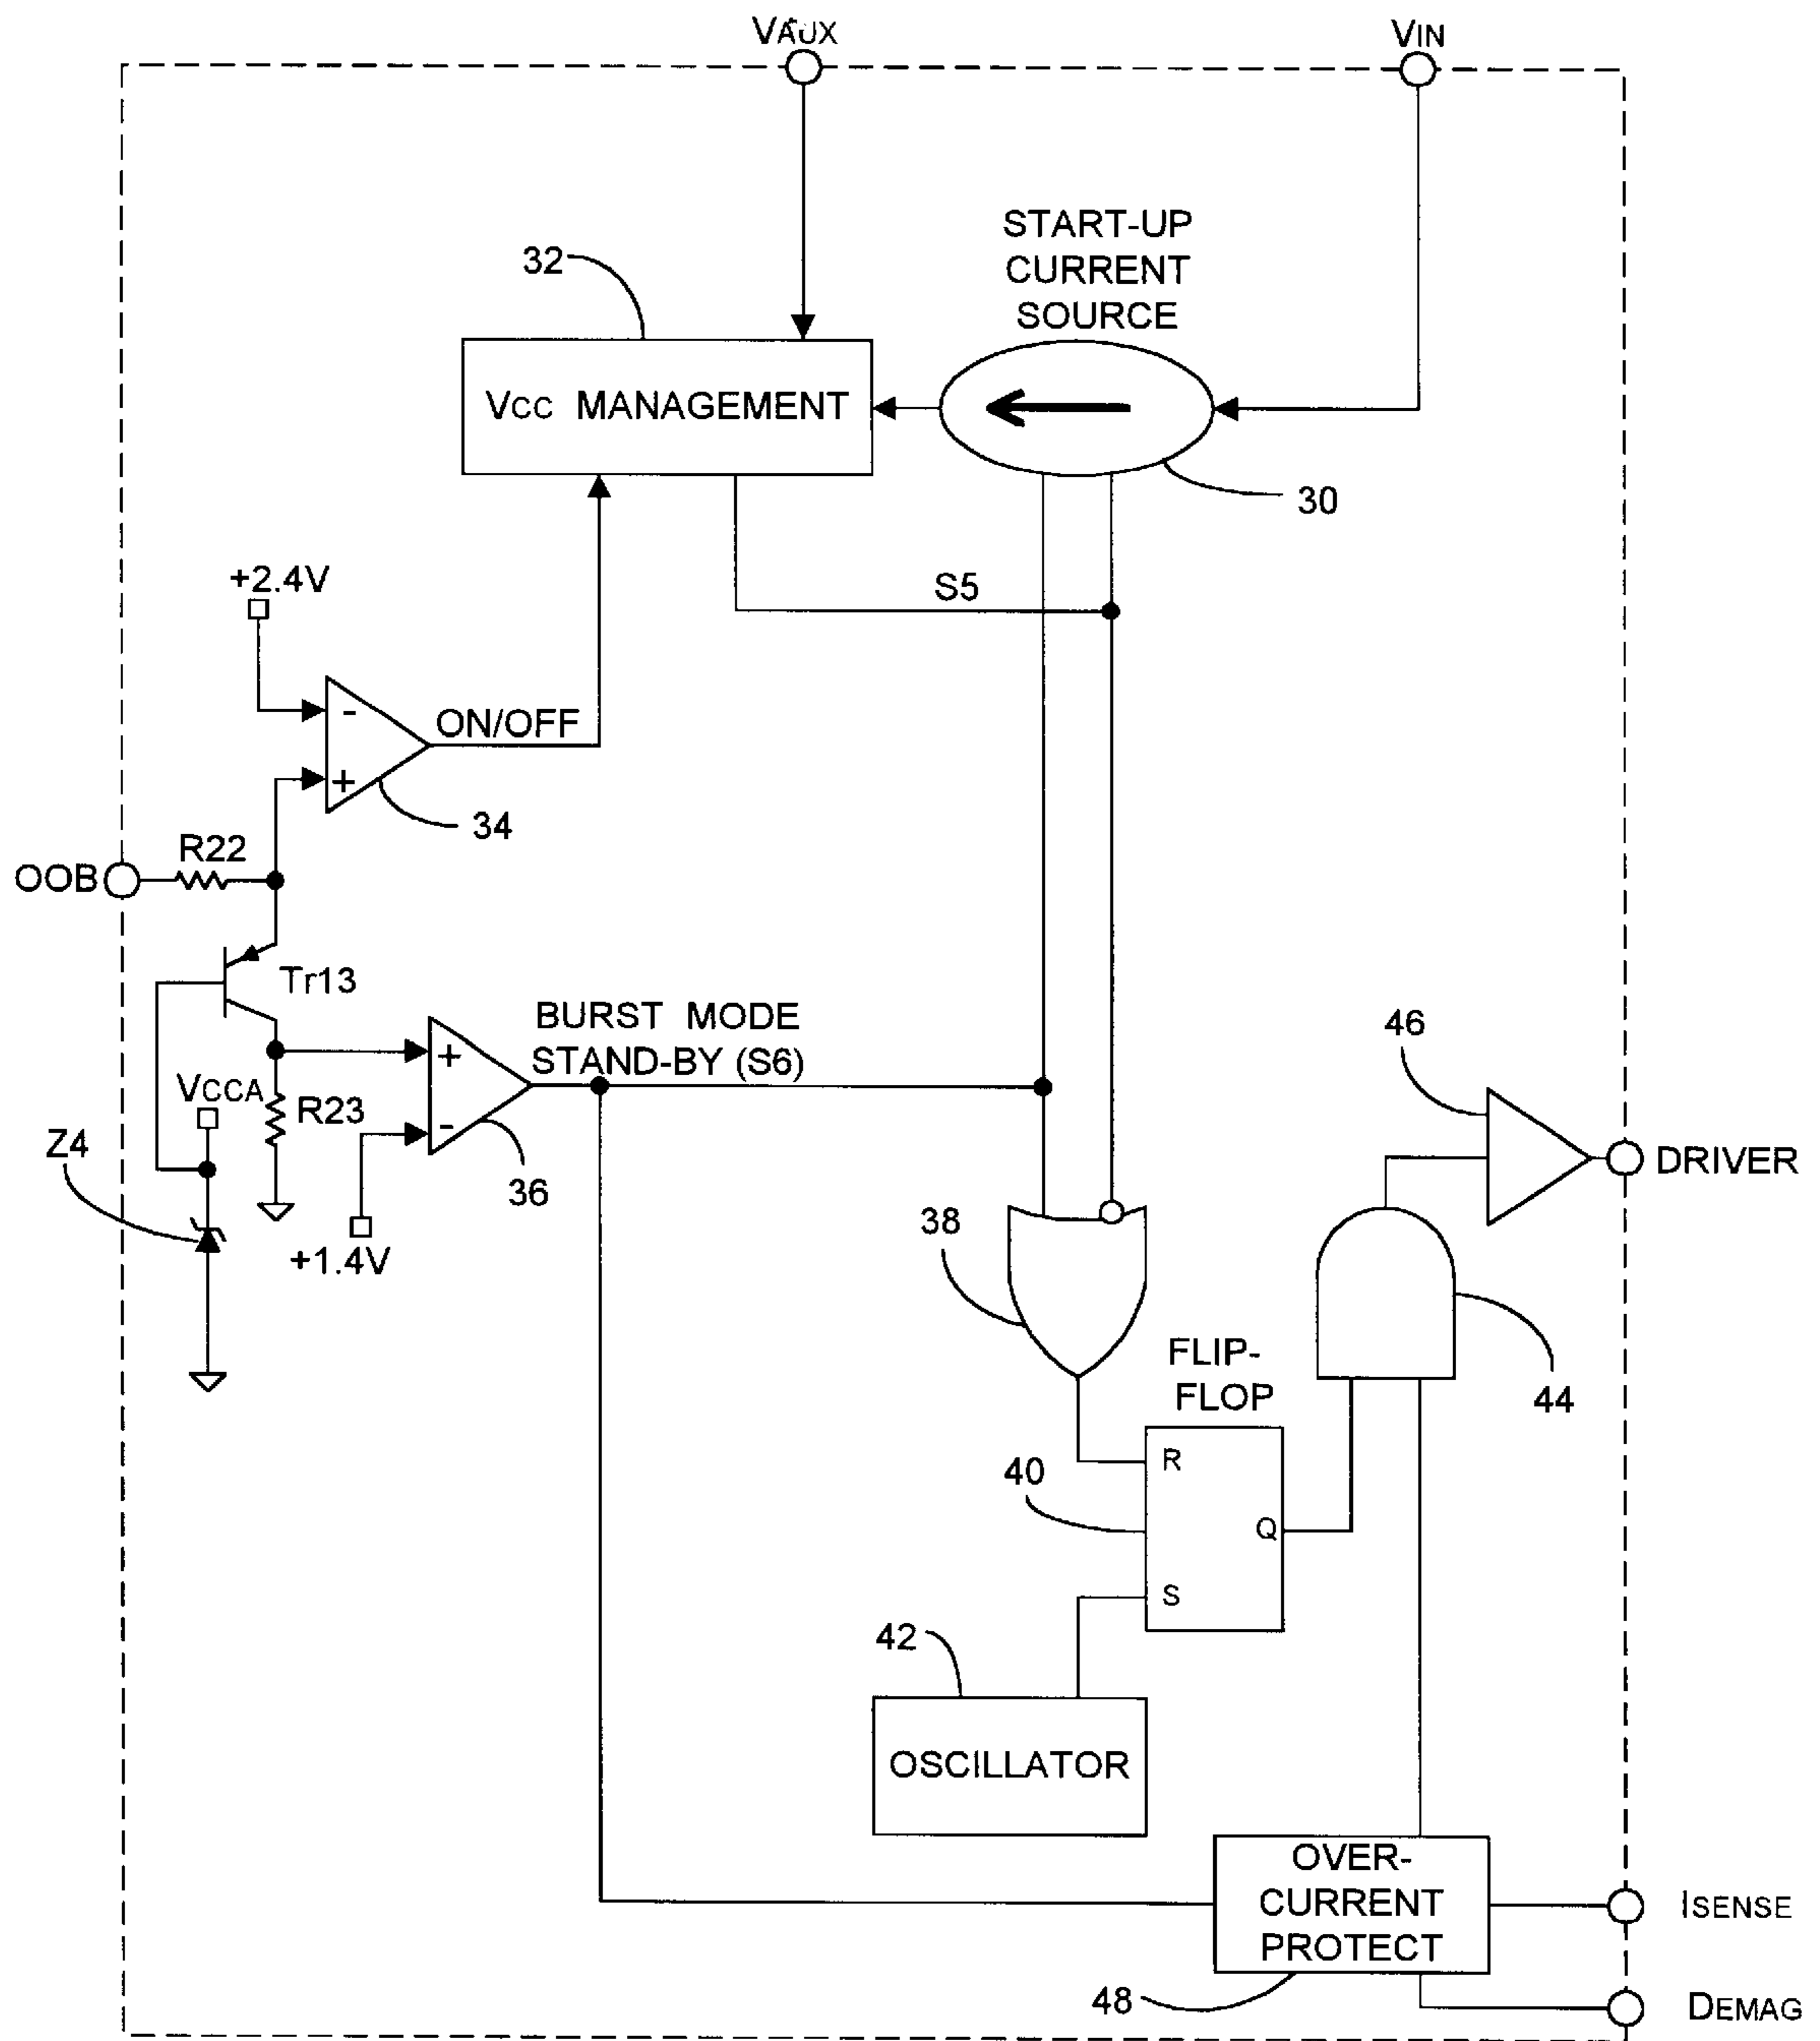 VAUX
VIN
START-UP
CURRENT
SOURCE
32
VCC MANAGEMENT
30
S5
+2.4V
-
+
ON/OFF
34
R22
OOB
Tr13
BURST MODE
STAND-BY (S6)
+
-
36
VCCA
R23
Z4
+1.4V
46
DRIVER
38
44
FLIP-
FLOP
R
Q
S
40
42
OSCILLATOR
OVER-
CURRENT
PROTECT
48
ISENSE
DEMAG